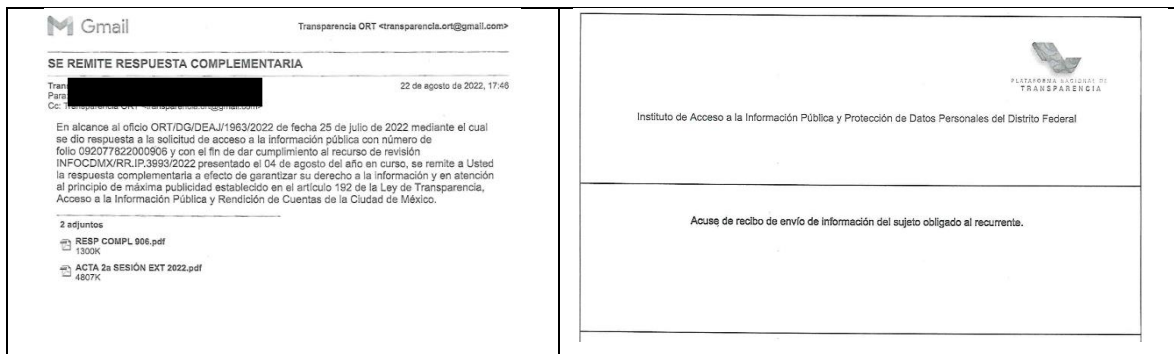 Gmail
Transparencia ORT <transparencia.ort@gmail.com>
SE REMITE RESPUESTA COMPLEMENTARIA
22 de agosto de 2022, 17:46
Para:
Cc:
En alcance al oficio ORT/DG/DEAJ/1963/2022 de fecha 25 de julio de 2022 mediante el cual
se dio respuesta a la solicitud de acceso a la información pública con número de
folio 092077822000906 y con el fin de dar cumplimiento al recurso de revisión
INFOCDMX/RR.IP.3993/2022 presentado el 04 de agosto del año en curso, se remite a Usted
la respuesta complementaria a efecto de garantizar su derecho a la información y en atención
al principio de máxima publicidad establecido en el artículo 192 de la Ley de Transparencia,
Acceso a la Información Pública y Rendición de Cuentas de la Ciudad de México.
2 adjuntos
RESP COMPL 906.pdf
1300K
ACTA 2a SESIÓN EXT 2022.pdf
4807K
PLATAFORMA NACIONAL DE
TRANSPARENCIA
Instituto de Acceso a la Información Pública y Protección de Datos Personales del Distrito Federal
Acuse de recibo de envío de información del sujeto obligado al recurrente.